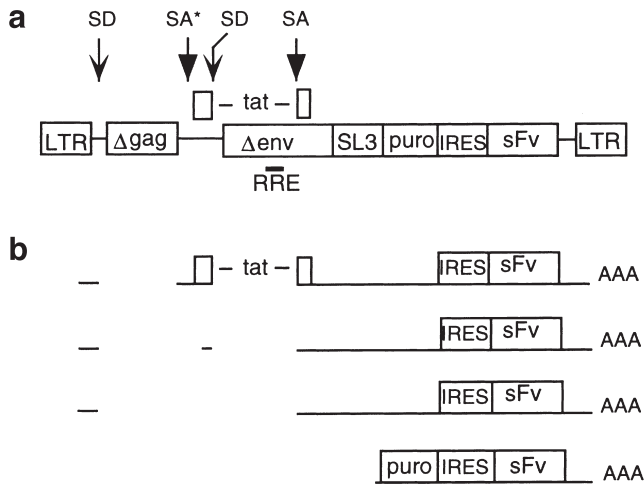 a
SD SA* SD SA
– tat –
LTR Δgag Δenv SL3 puro IRES sFv LTR
RRE
b
– tat – IRES sFv AAA
IRES sFv AAA
IRES sFv AAA
puro IRES sFv AAA